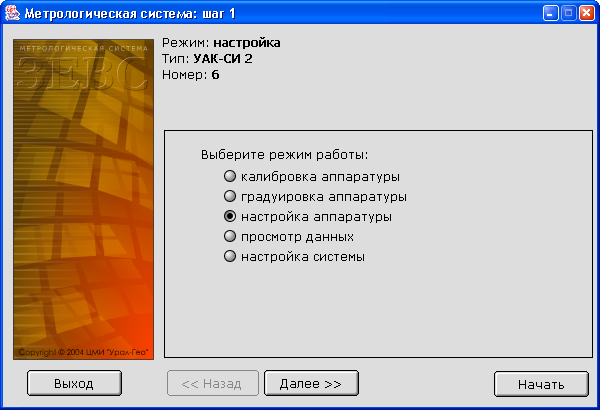 Метрологическая система: шаг 1
МЕТРОЛОГИЧЕСКАЯ СИСТЕМА
ЗЕВС
Режим: настройка
Тип: УАК-СИ 2
Номер: 6
Выберите режим работы:
калибровка аппаратуры
градуировка аппаратуры
настройка аппаратуры
просмотр данных
настройка системы
Copyright © 2004 ЦМИ "Урал-Гео"
Выход
<< Назад
Далее >>
Начать